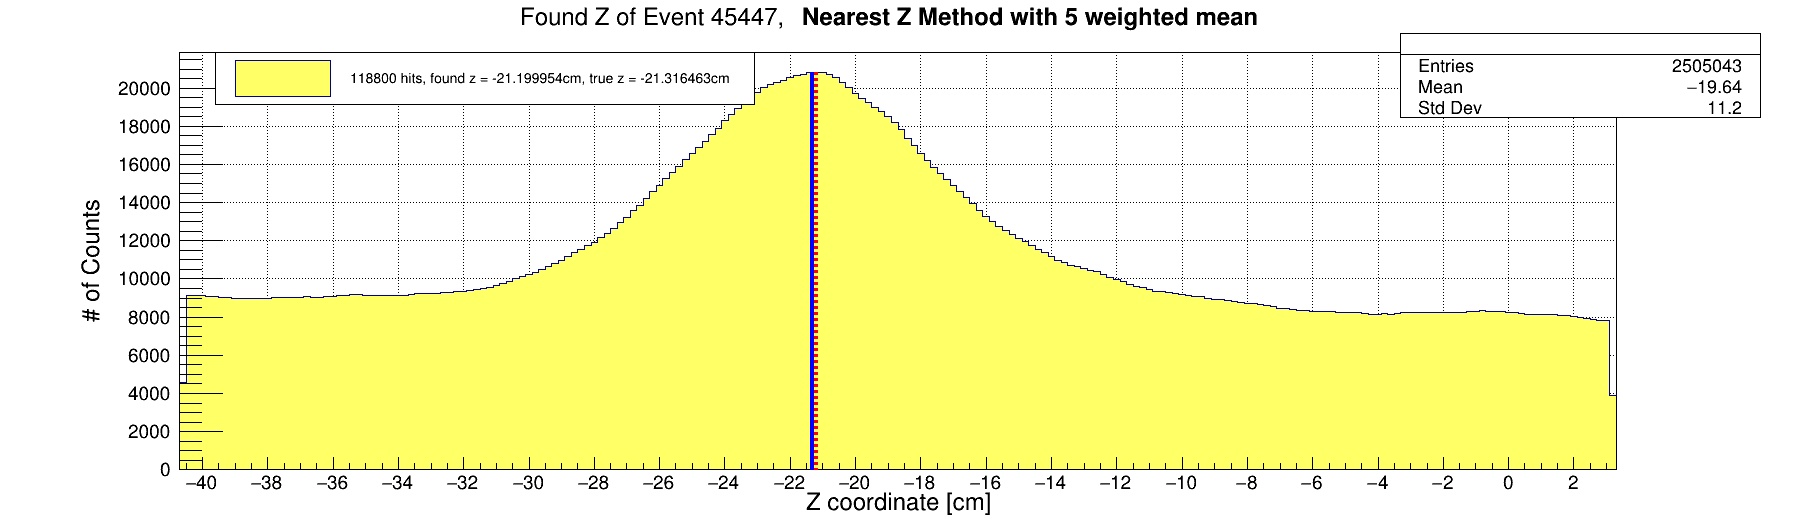 Found Z of Event 45447,   Nearest Z Method with 5 weighted mean
118800 hits, found z = -21.199954cm, true z = -21.316463cm
Entries 2505043
Mean −19.64
Std Dev 11.2
# of Counts
20000
18000
16000
14000
12000
10000
8000
6000
4000
2000
0
−40 −38 −36 −34 −32 −30 −28 −26 −24 −22 −20 −18 −16 −14 −12 −10 −8 −6 −4 −2 0 2
Z coordinate [cm]